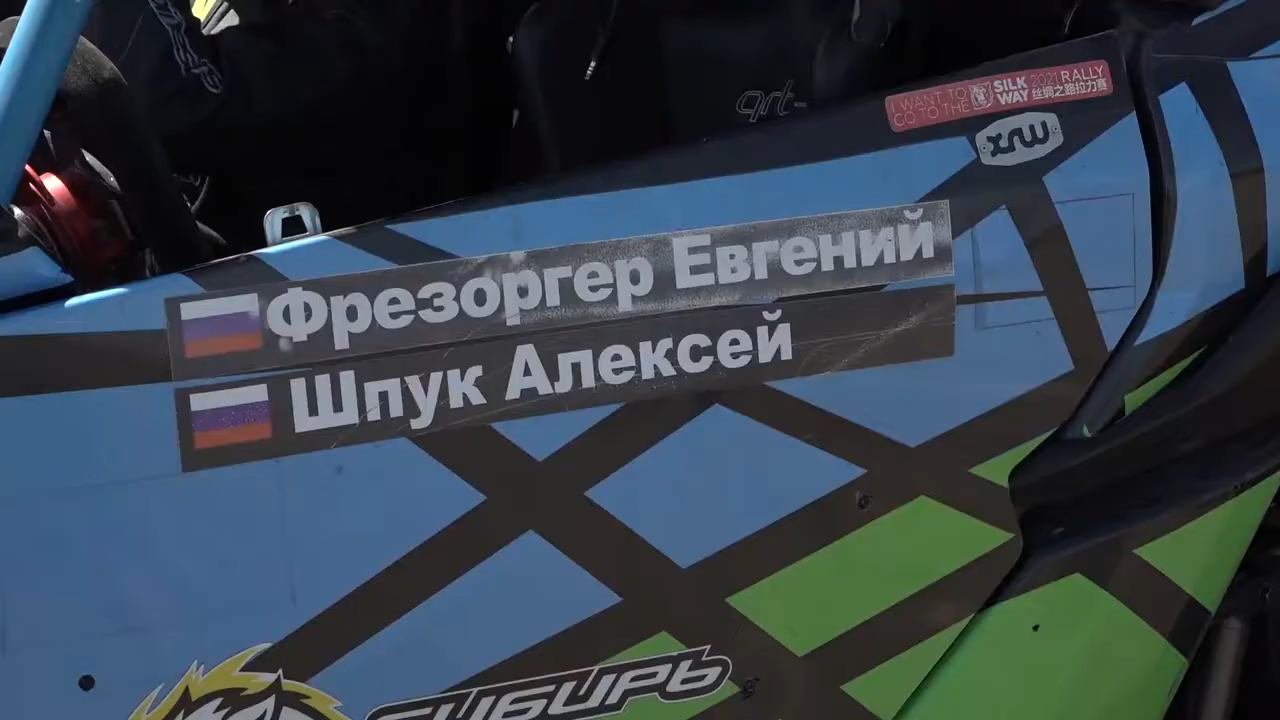 qrt-
I WANT TO
GO TO THE
SILK
WAY
2021 RALLY
丝绸之路拉力赛
xrw
Фрезоргер Евгений
Шпук Алексей
СИБИРЬ